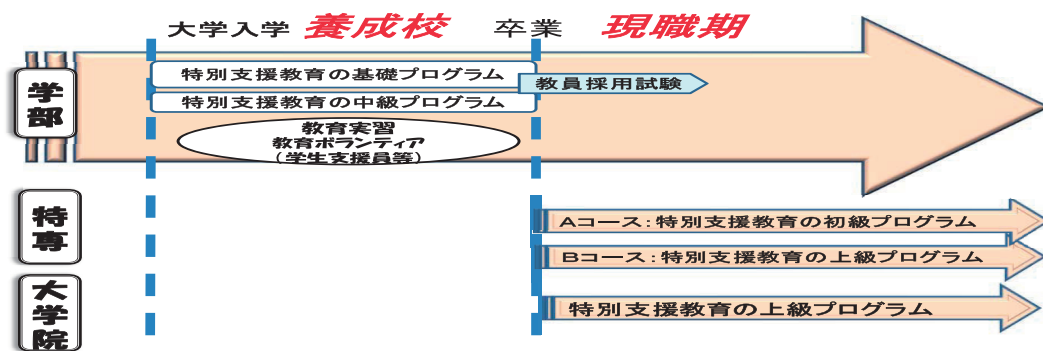 大学入学 養成校 卒業 現職期
学部
特別支援教育の基礎プログラム
教員採用試験
特別支援教育の中級プログラム
教育実習
教育ボランティア
(学生支援員等)
特専
Aコース:特別支援教育の初級プログラム
Bコース:特別支援教育の上級プログラム
大学院
特別支援教育の上級プログラム